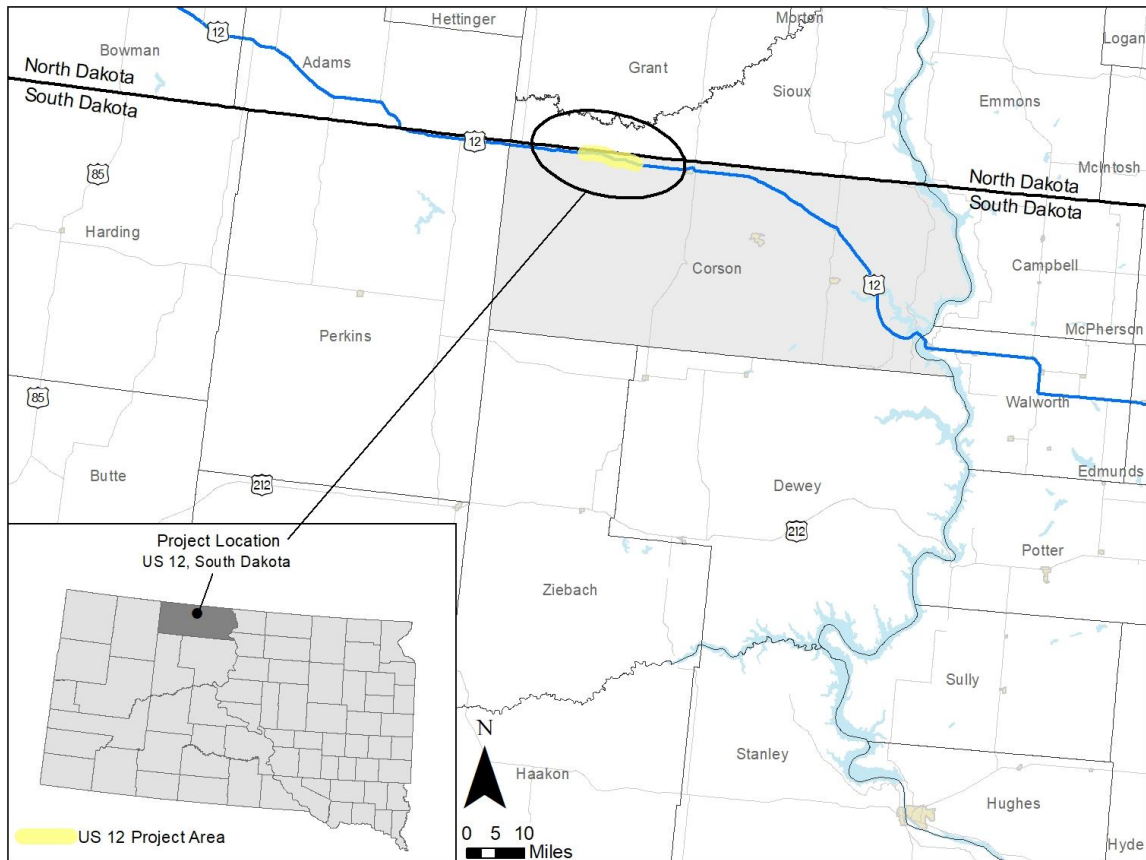 Hettinger
Morton
Logan
12
Bowman
Adams
Grant
Sioux
Emmons
North Dakota
South Dakota
12
McIntosh
85
North Dakota
South Dakota
Harding
Corson
12
Campbell
Perkins
McPherson
85
Walworth
Butte
212
Dewey
Edmunds
212
Potter
Project Location
US 12, South Dakota
Ziebach
Sully
N
Stanley
Haakon
Hughes
Hyde
US 12 Project Area
0 5 10
Miles